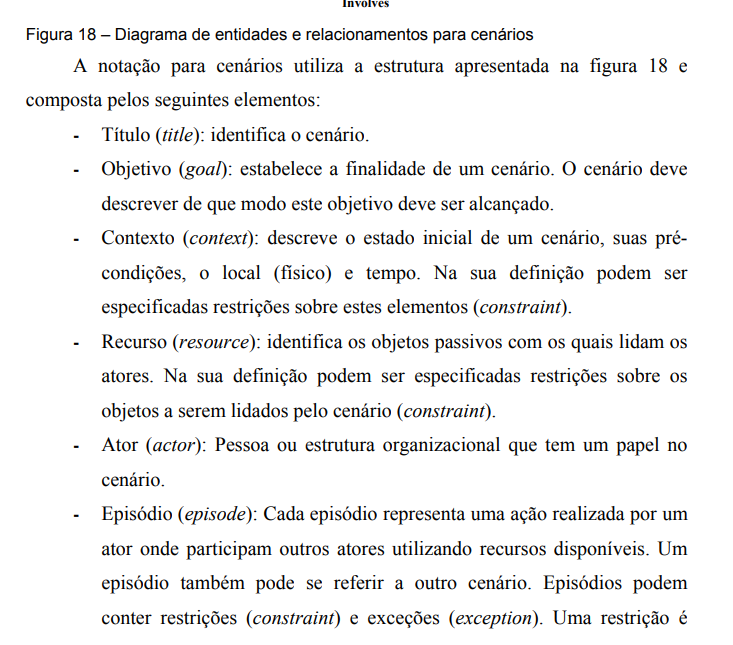 Involves
Figura 18 – Diagrama de entidades e relacionamentos para cenários
A notação para cenários utiliza a estrutura apresentada na figura 18 e
composta pelos seguintes elementos:
- Título (title): identifica o cenário.
- Objetivo (goal): estabelece a finalidade de um cenário. O cenário deve
descrever de que modo este objetivo deve ser alcançado.
- Contexto (context): descreve o estado inicial de um cenário, suas pré-
condições, o local (físico) e tempo. Na sua definição podem ser
especificadas restrições sobre estes elementos (constraint).
- Recurso (resource): identifica os objetos passivos com os quais lidam os
atores. Na sua definição podem ser especificadas restrições sobre os
objetos a serem lidados pelo cenário (constraint).
- Ator (actor): Pessoa ou estrutura organizacional que tem um papel no
cenário.
- Episódio (episode): Cada episódio representa uma ação realizada por um
ator onde participam outros atores utilizando recursos disponíveis. Um
episódio também pode se referir a outro cenário. Episódios podem
conter restrições (constraint) e exceções (exception). Uma restrição é